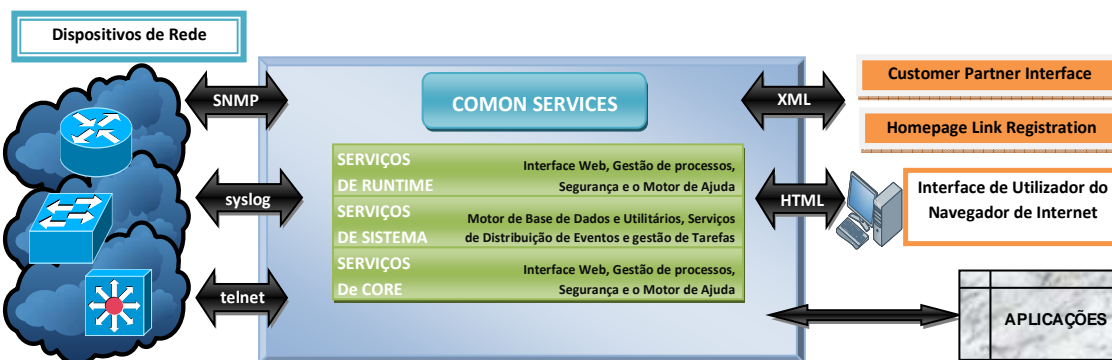 Dispositivos de Rede
SNMP
syslog
telnet
COMON SERVICES
SERVIÇOS
DE RUNTIME
Interface Web, Gestão de processos,
Segurança e o Motor de Ajuda
SERVIÇOS
DE SISTEMA
Motor de Base de Dados e Utilitários, Serviços
de Distribuição de Eventos e gestão de Tarefas
SERVIÇOS
De CORE
Interface Web, Gestão de processos,
Segurança e o Motor de Ajuda
XML
HTML
Customer Partner Interface
Homepage Link Registration
Interface de Utilizador do
Navegador de Internet
APLICAÇÕES